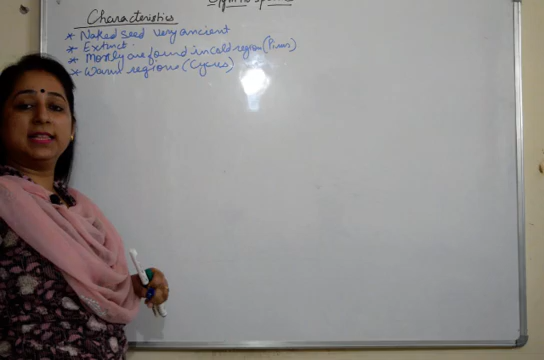 Characteristics
* Naked seed very ancient
* Extinct.
* Mostly are found in cold region (Pinus)
* Warm regions (Cycas)